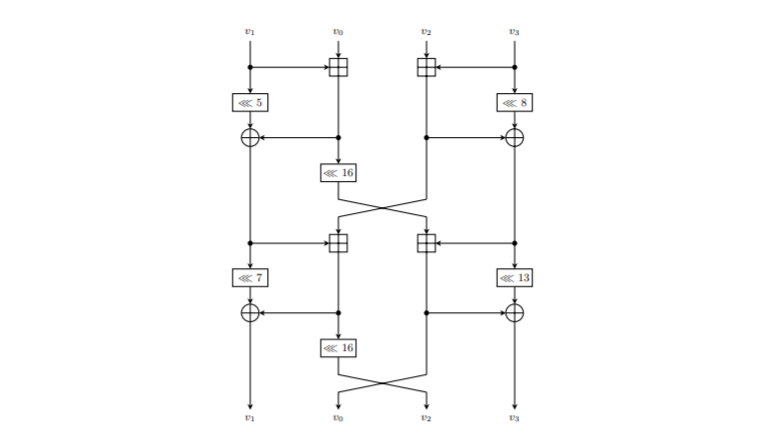 v₁ v₀ v₂ v₃
⋘ 5 ⋘ 8
⋘ 16
⋘ 7 ⋘ 13
⋘ 16
v₁ v₀ v₂ v₃